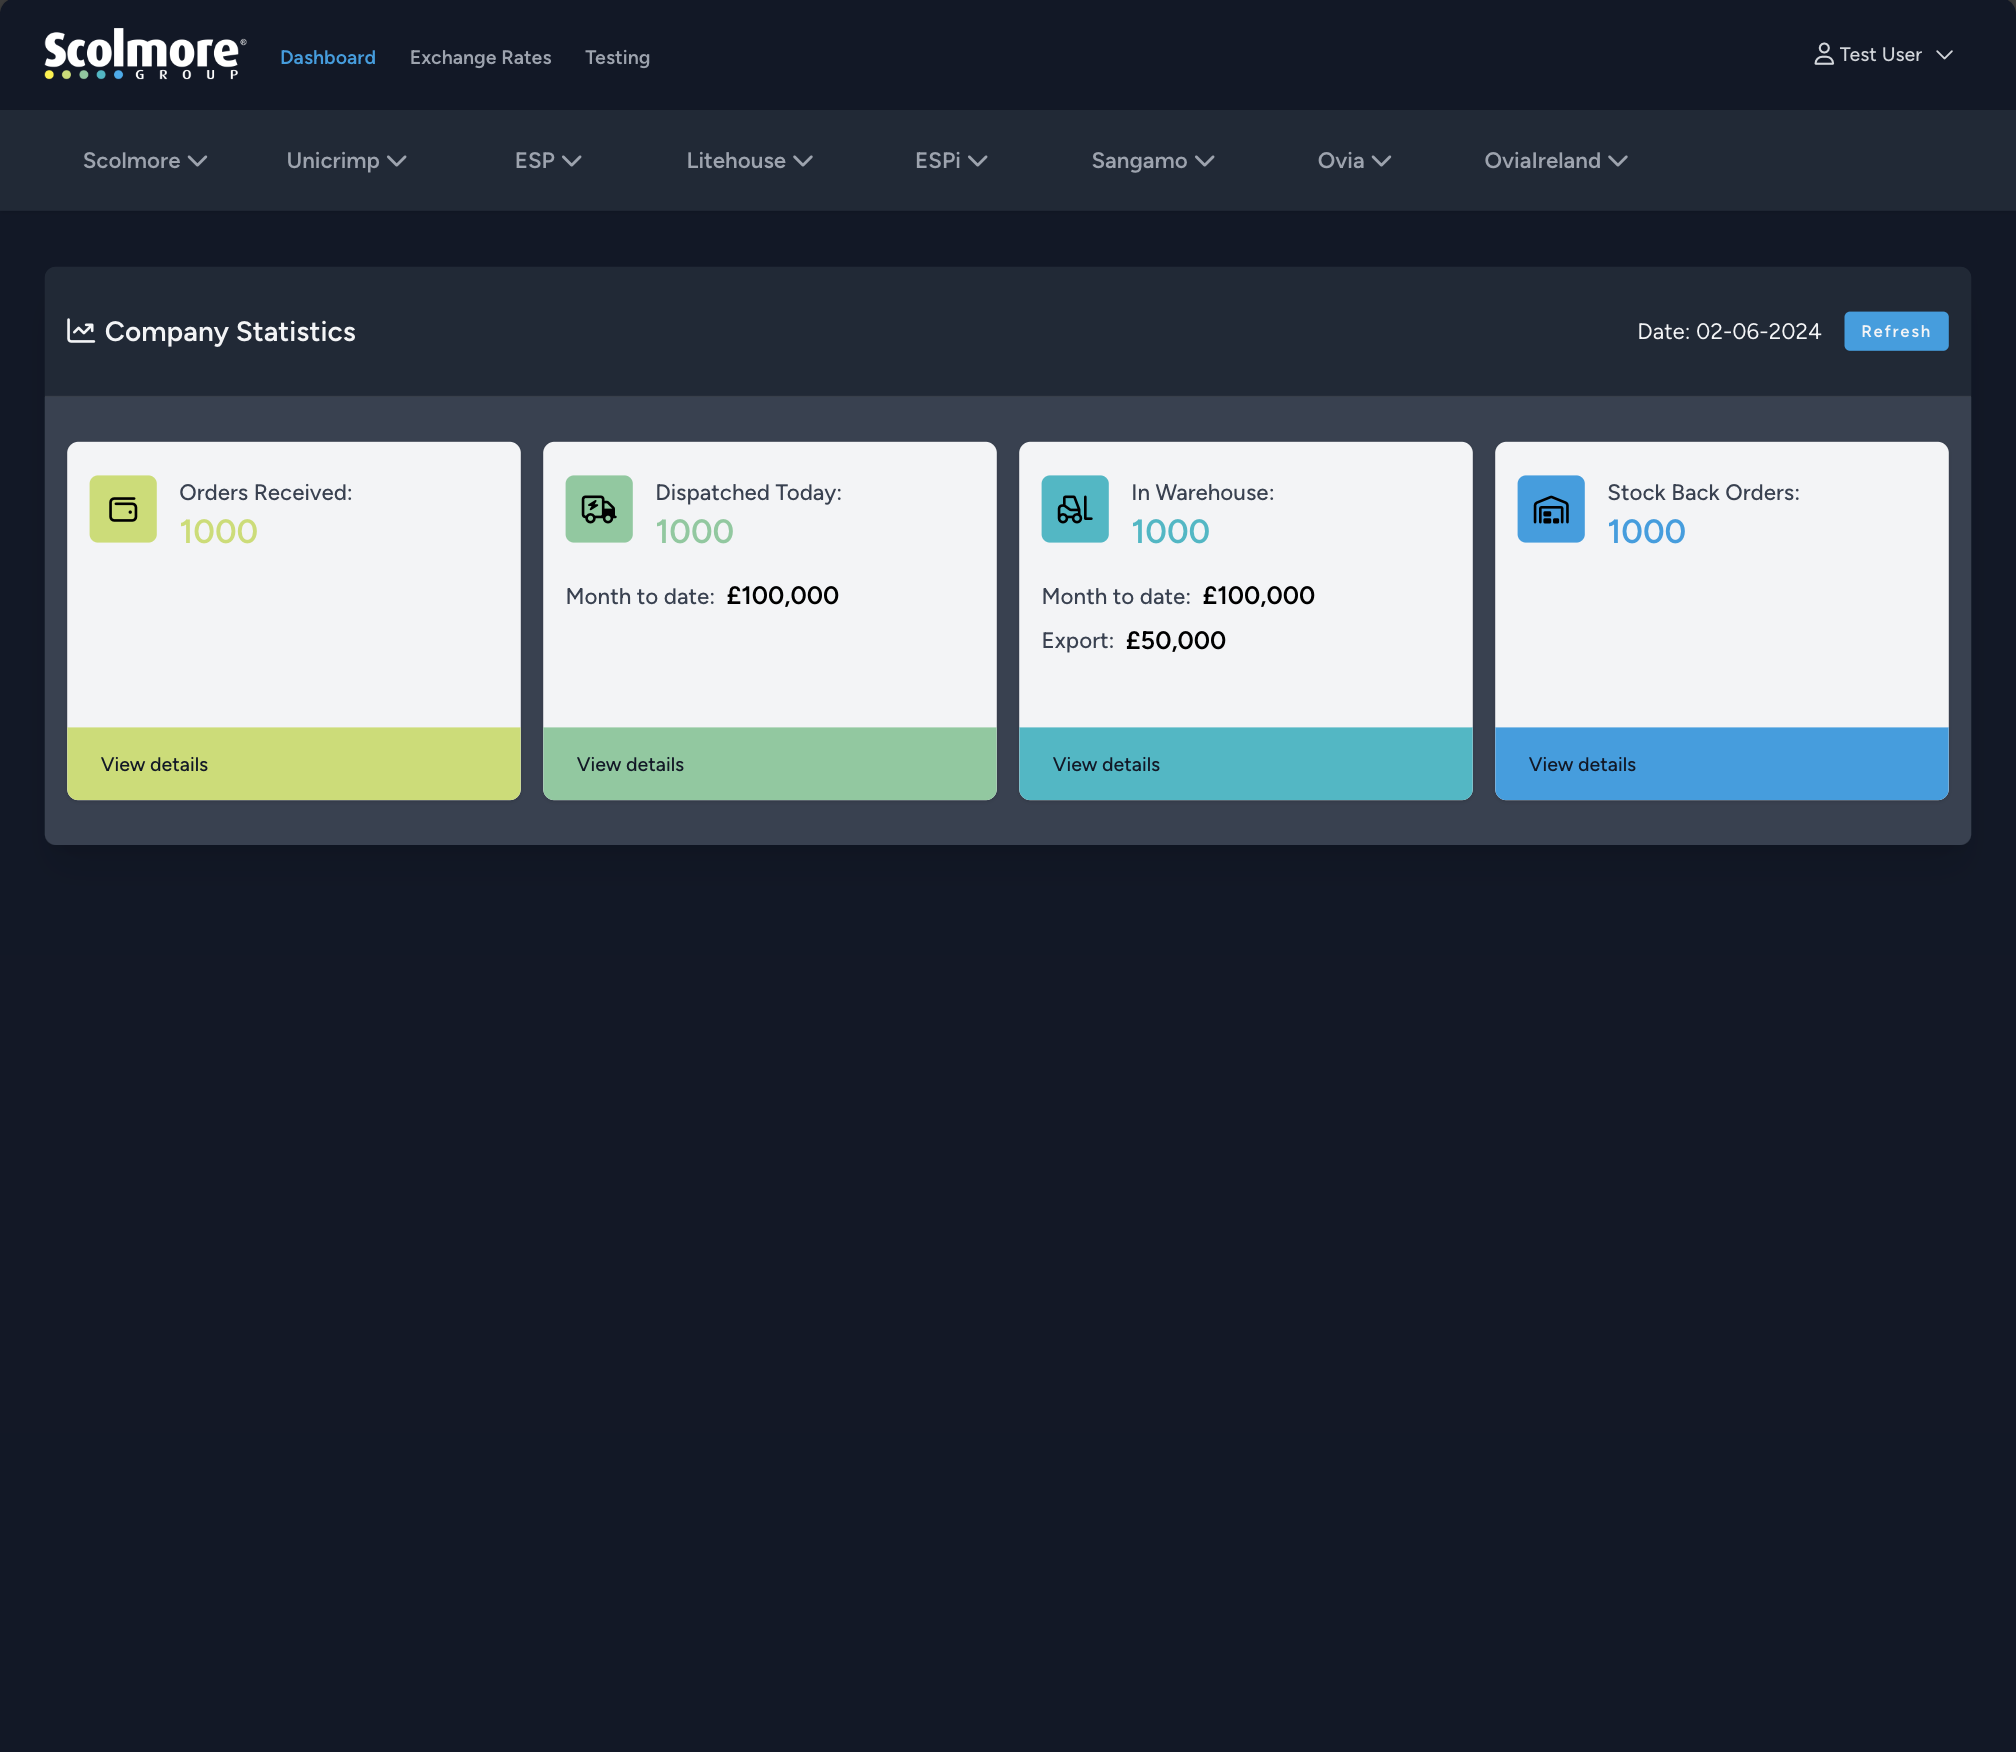 Scolmore®
GROUP
Dashboard Exchange Rates Testing
Test User
Scolmore Unicrimp ESP Litehouse ESPi Sangamo Ovia OviaIreland
Company Statistics
Date: 02-06-2024 Refresh
Orders Received:
1000
View details
Dispatched Today:
1000
Month to date: £100,000
View details
In Warehouse:
1000
Month to date: £100,000
Export: £50,000
View details
Stock Back Orders:
1000
View details